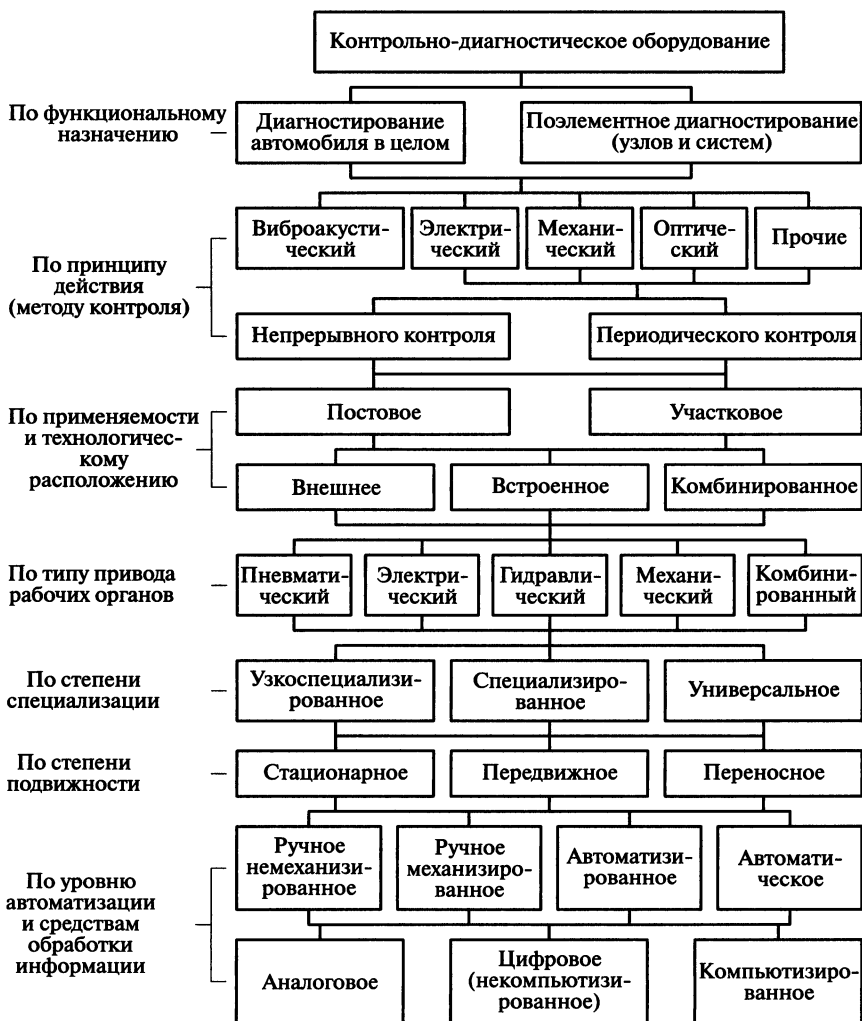 Контрольно-диагностическое оборудование
По функциональному
назначению
Диагностирование
автомобиля в целом
Поэлементное диагностирование
(узлов и систем)
По принципу
действия
(методу контроля)
Виброакусти-
ческий
Электри-
ческий
Механи-
ческий
Оптиче-
ский
Прочие
Непрерывного контроля
Периодического контроля
По применяемости
и технологичес-
кому
расположению
Постовое
Участковое
Внешнее
Встроенное
Комбинированное
По типу привода
рабочих органов
Пневмати-
ческий
Электри-
ческий
Гидравли-
ческий
Механи-
ческий
Комбини-
рованный
По степени
специализации
Узкоспециализи-
рованное
Специализиро-
ванное
Универсальное
По степени
подвижности
Стационарное
Передвижное
Переносное
По уровню
автоматизации
и средствам
обработки
информации
Ручное
немеханизи-
рованное
Ручное
механизиро-
ванное
Автоматизи-
рованное
Автомати-
ческое
Аналоговое
Цифровое
(некомпьютизи-
рованное)
Компьютизиро-
ванное